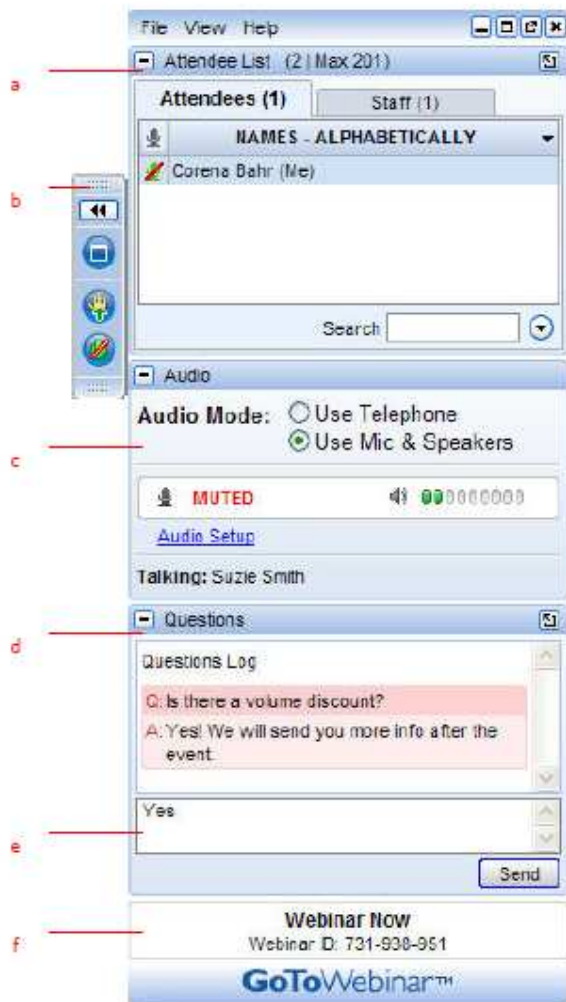 File View Help
a
Attendee List (2 | Max 201)
Attendees (1)
Staff (1)
NAMES - ALPHABETICALLY
b
Corena Bahr (Me)
Search
Audio
Audio Mode:
Use Telephone
Use Mic & Speakers
c
MUTED
Audio Setup
Talking: Suzie Smith
d
Questions
Questions Log
Q: Is there a volume discount?
A: Yes! We will send you more info after the
event.
e
Yes
Send
f
Webinar Now
Webinar ID: 731-938-951
GoToWebinar™